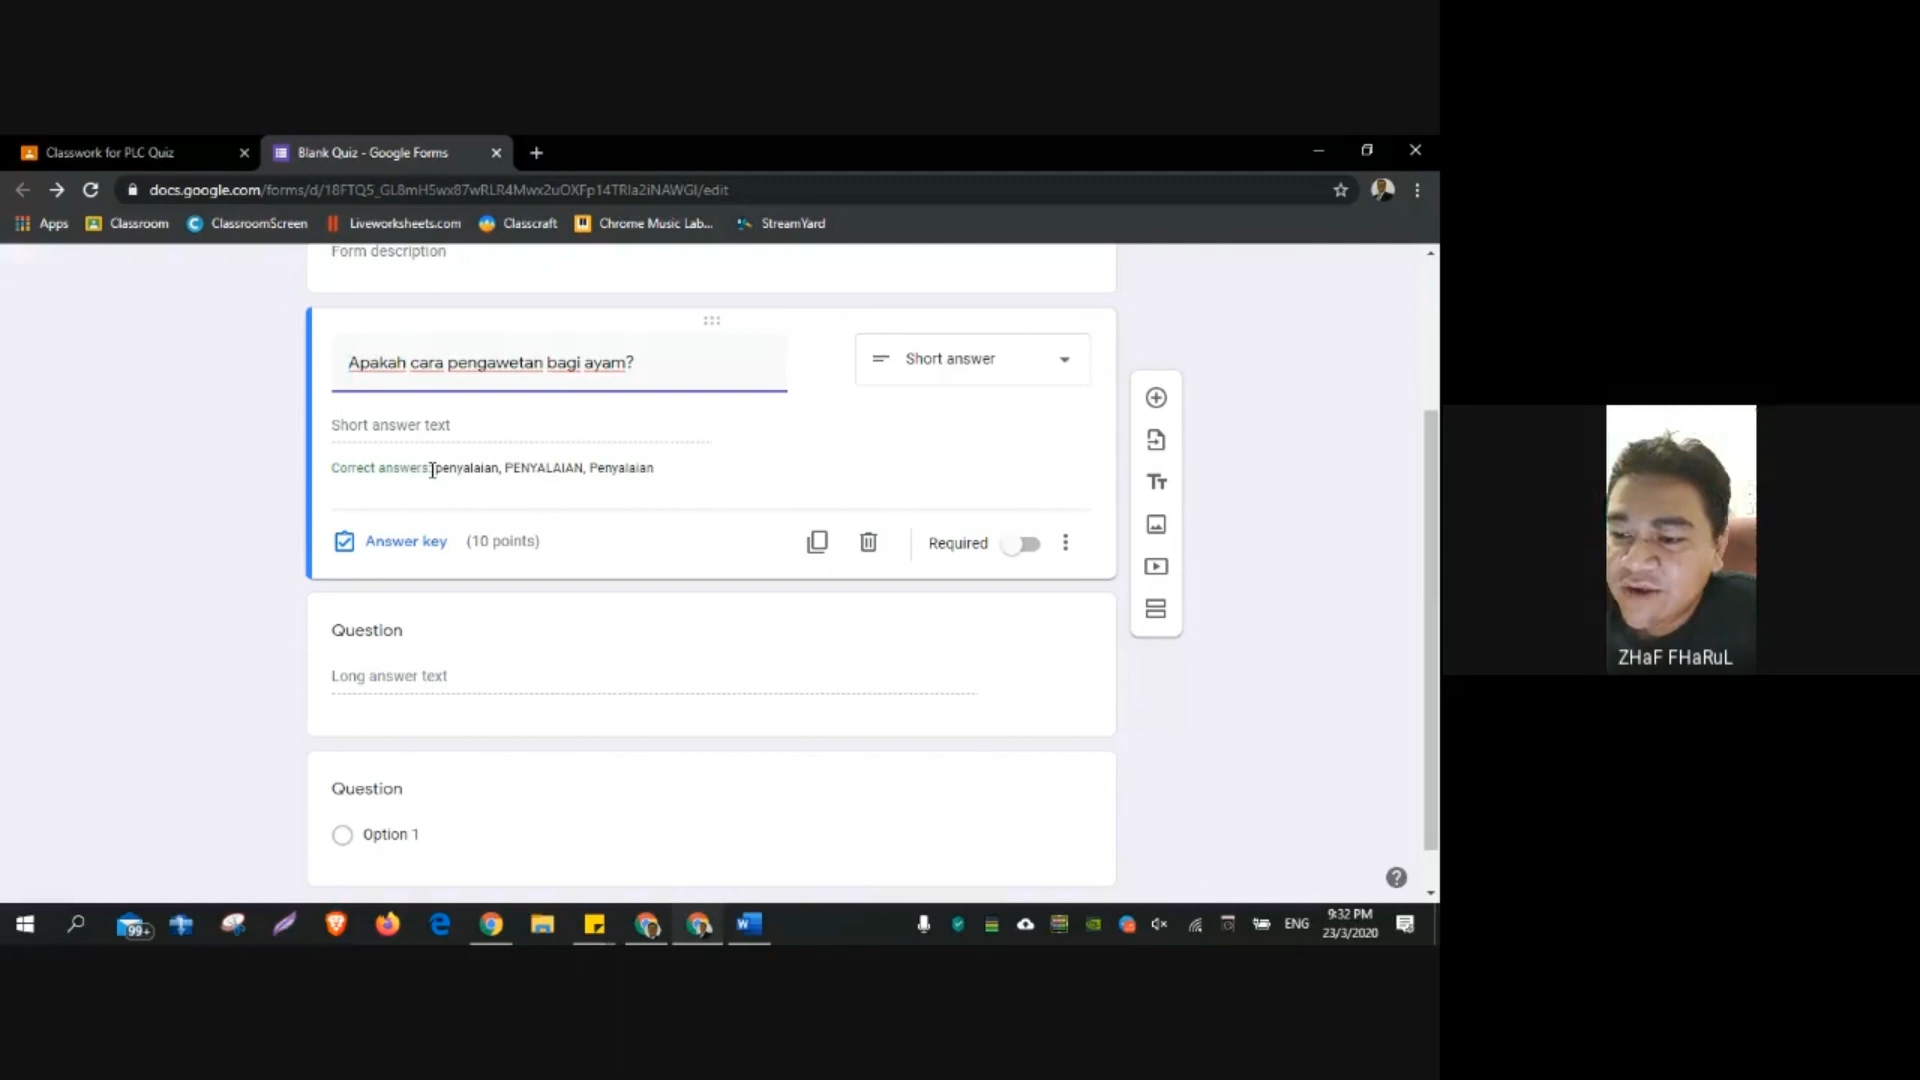 Classwork for PLC Quiz
Blank Quiz - Google Forms
docs.google.com/forms/d/18FTQ5_GL8mH5wx87wRLR4Mwx2uOXFp14TRla2iNAWGI/edit
Apps
Classroom
ClassroomScreen
Liveworksheets.com
Classcraft
Chrome Music Lab...
StreamYard
Form description
Apakah cara pengawetan bagi ayam?
Short answer
Short answer text
Correct answers: penyalaian, PENYALAIAN, Penyalaian
Answer key (10 points)
Required
Question
Long answer text
Question
Option 1
ZHaF FHaRuL
99+
ENG
9:32 PM
23/3/2020